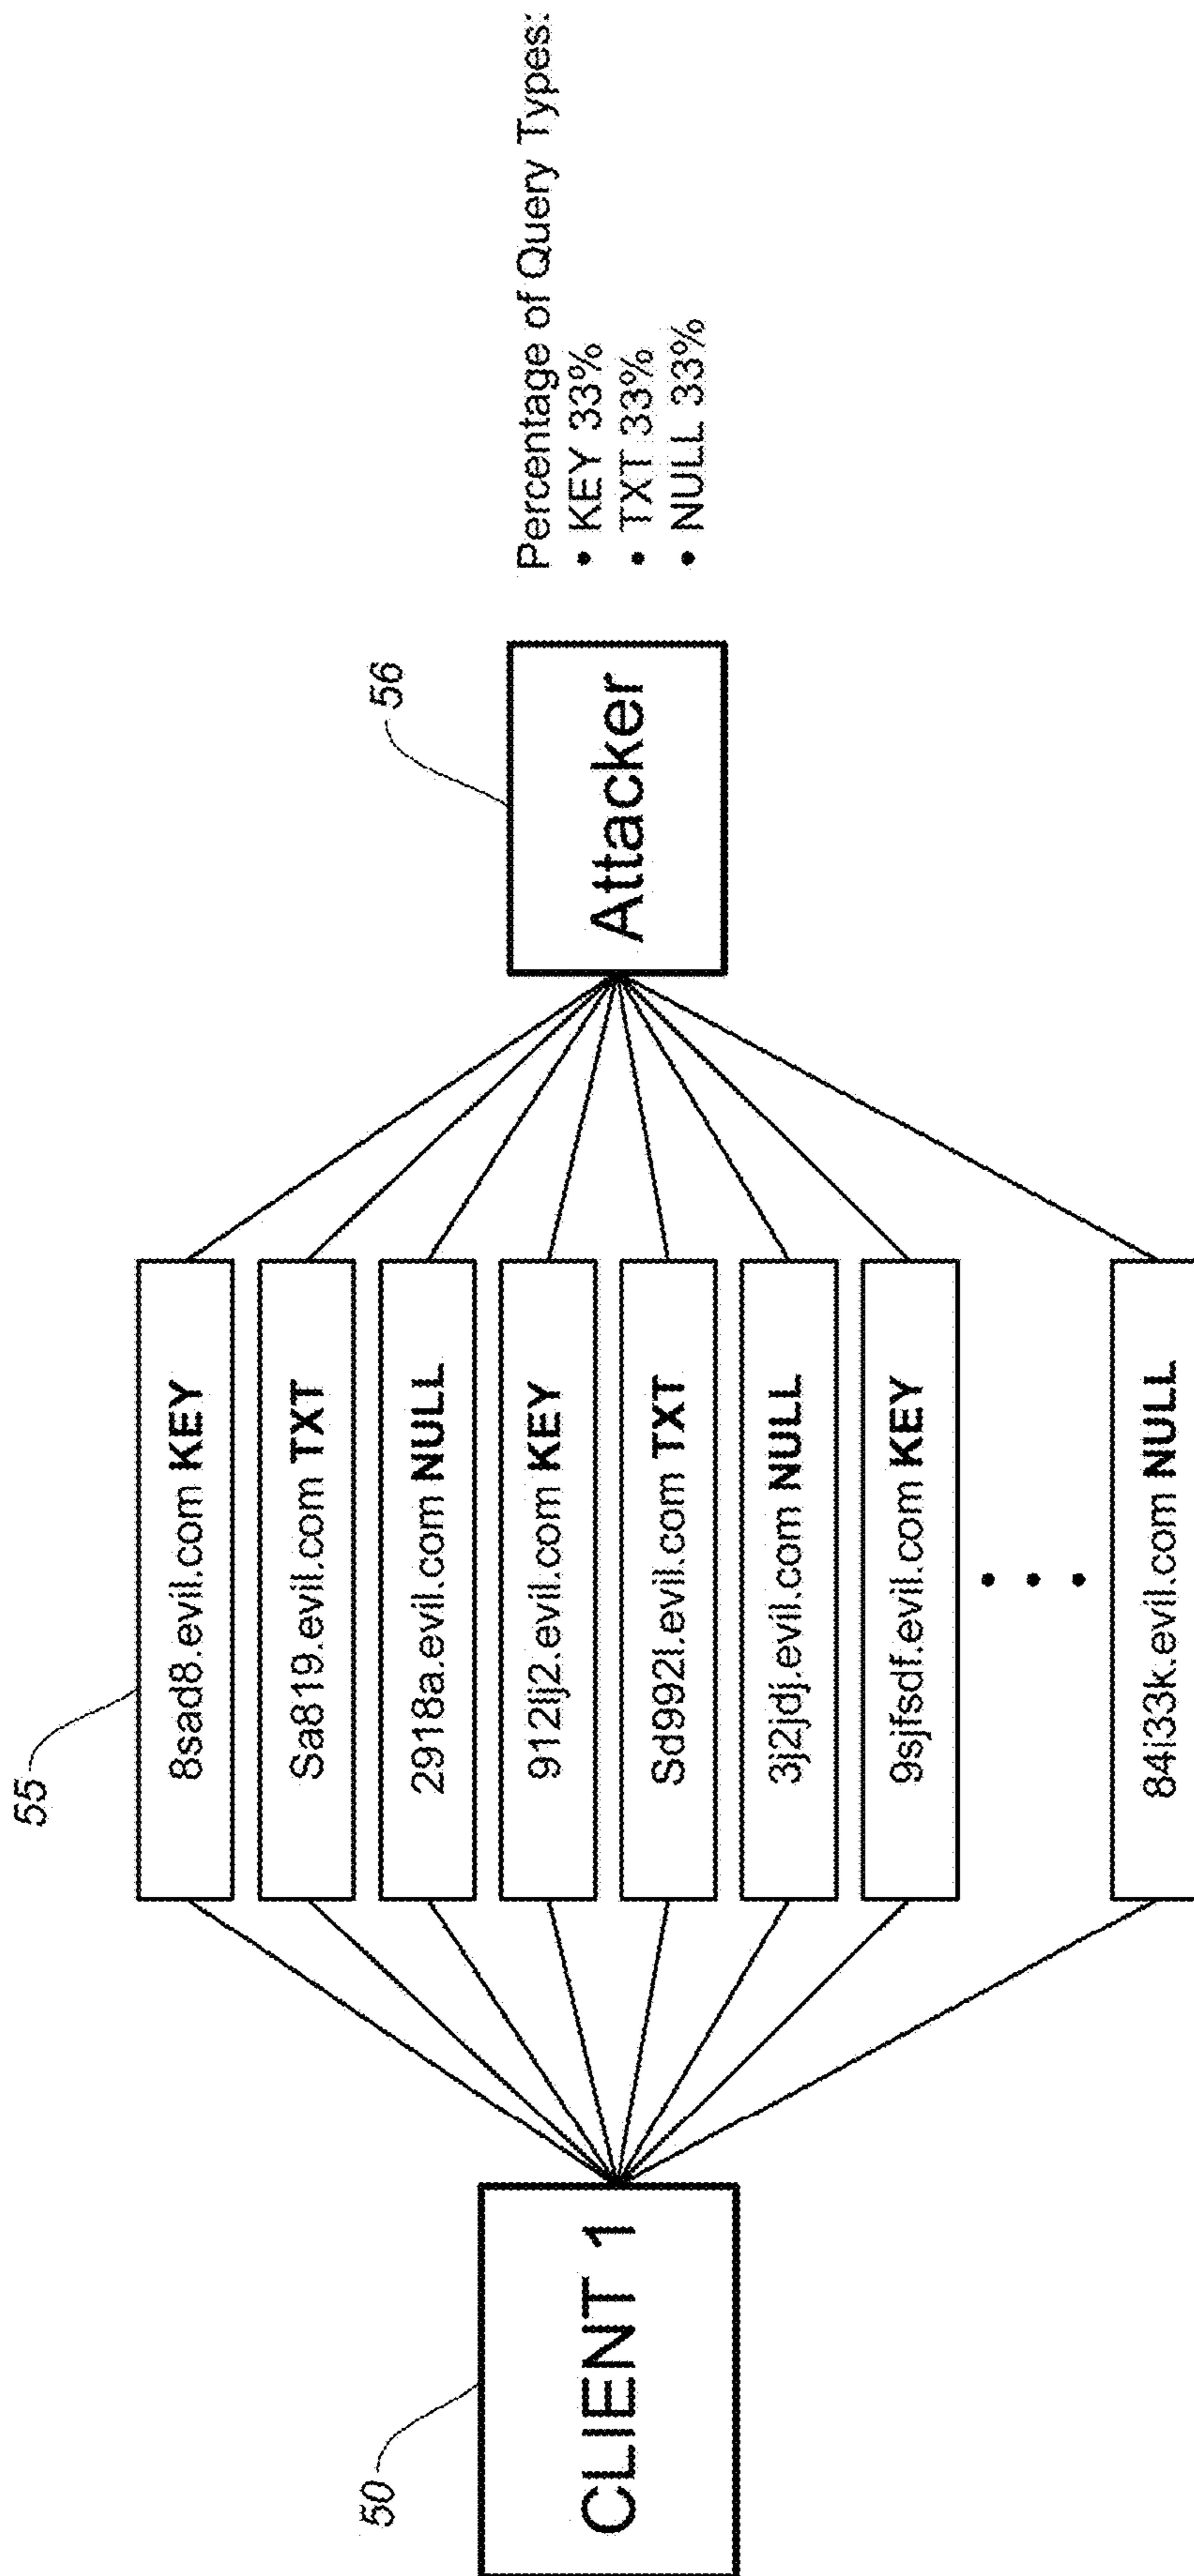 55
50
CLIENT 1
8sad8.evil.com KEY
Sa819.evil.com TXT
2918a.evil.com NULL
912lj2.evil.com KEY
Sd992l.evil.com TXT
3j2jdj.evil.com NULL
9sjfsdf.evil.com KEY
84i33k.evil.com NULL
56
Attacker
Percentage of Query Types:
• KEY 33%
• TXT 33%
• NULL 33%